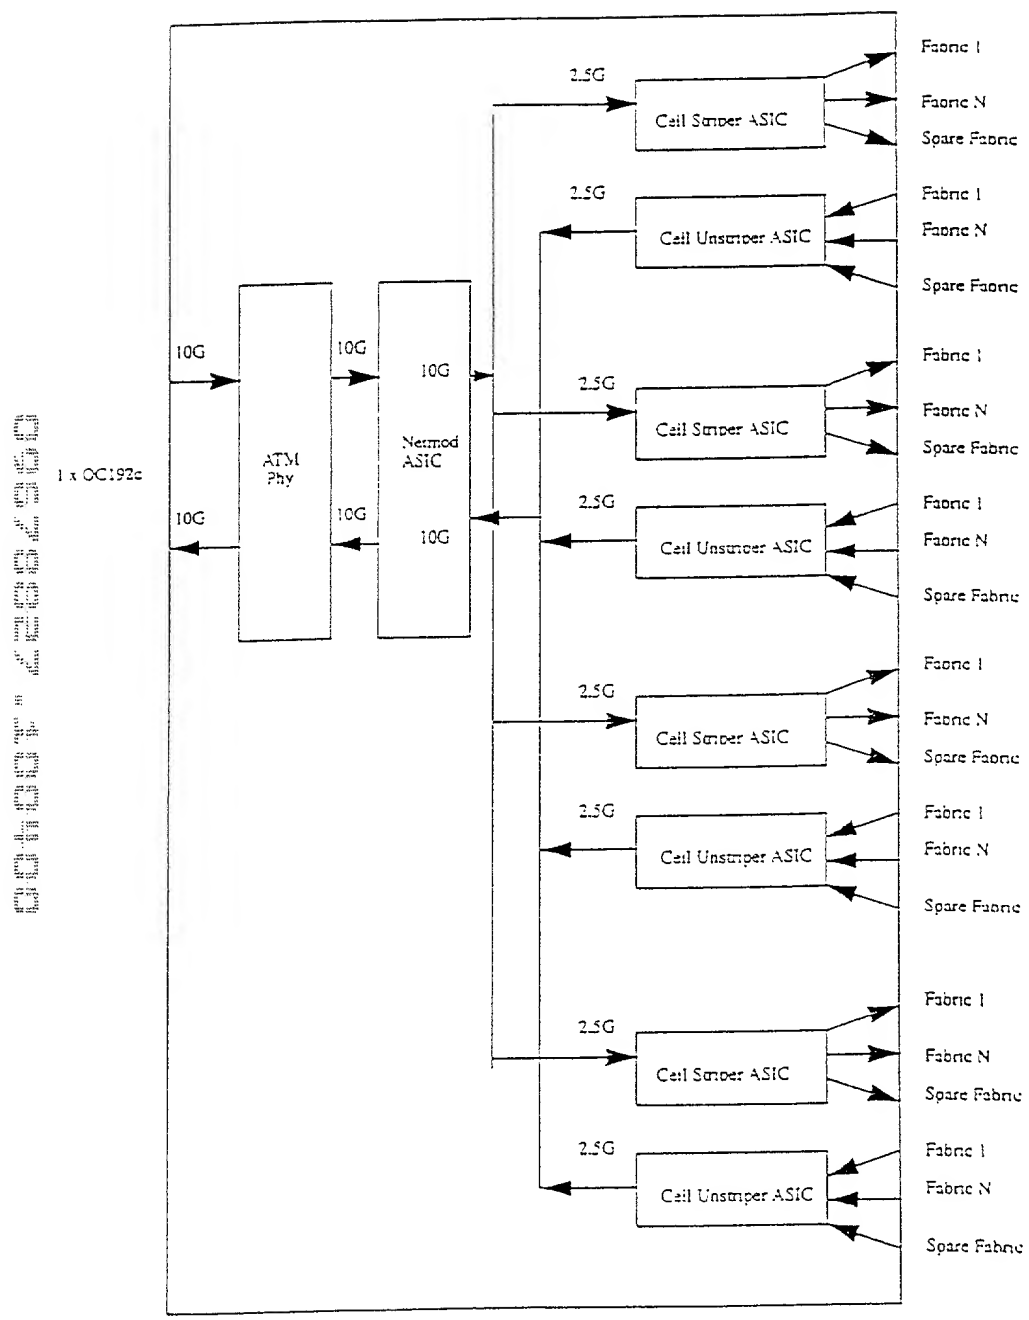 Fabric 1
2.5G
Fabric N
Cell Striper ASIC
Spare Fabric
2.5G
Fabric 1
Cell Unstriper ASIC
Fabric N
Spare Fabric
10G
10G
10G
Fabric 1
2.5G
Fabric N
Cell Striper ASIC
Spare Fabric
ATM
Phy
Netmod
ASIC
1 x OC192c
10G
10G
10G
2.5G
Fabric 1
Fabric N
Cell Unstriper ASIC
Spare Fabric
Fabric 1
2.5G
Fabric N
Cell Striper ASIC
Spare Fabric
2.5G
Fabric 1
Fabric N
Cell Unstriper ASIC
Spare Fabric
Fabric 1
2.5G
Fabric N
Cell Striper ASIC
Spare Fabric
2.5G
Fabric 1
Fabric N
Cell Unstriper ASIC
Spare Fabric
09678827.100400